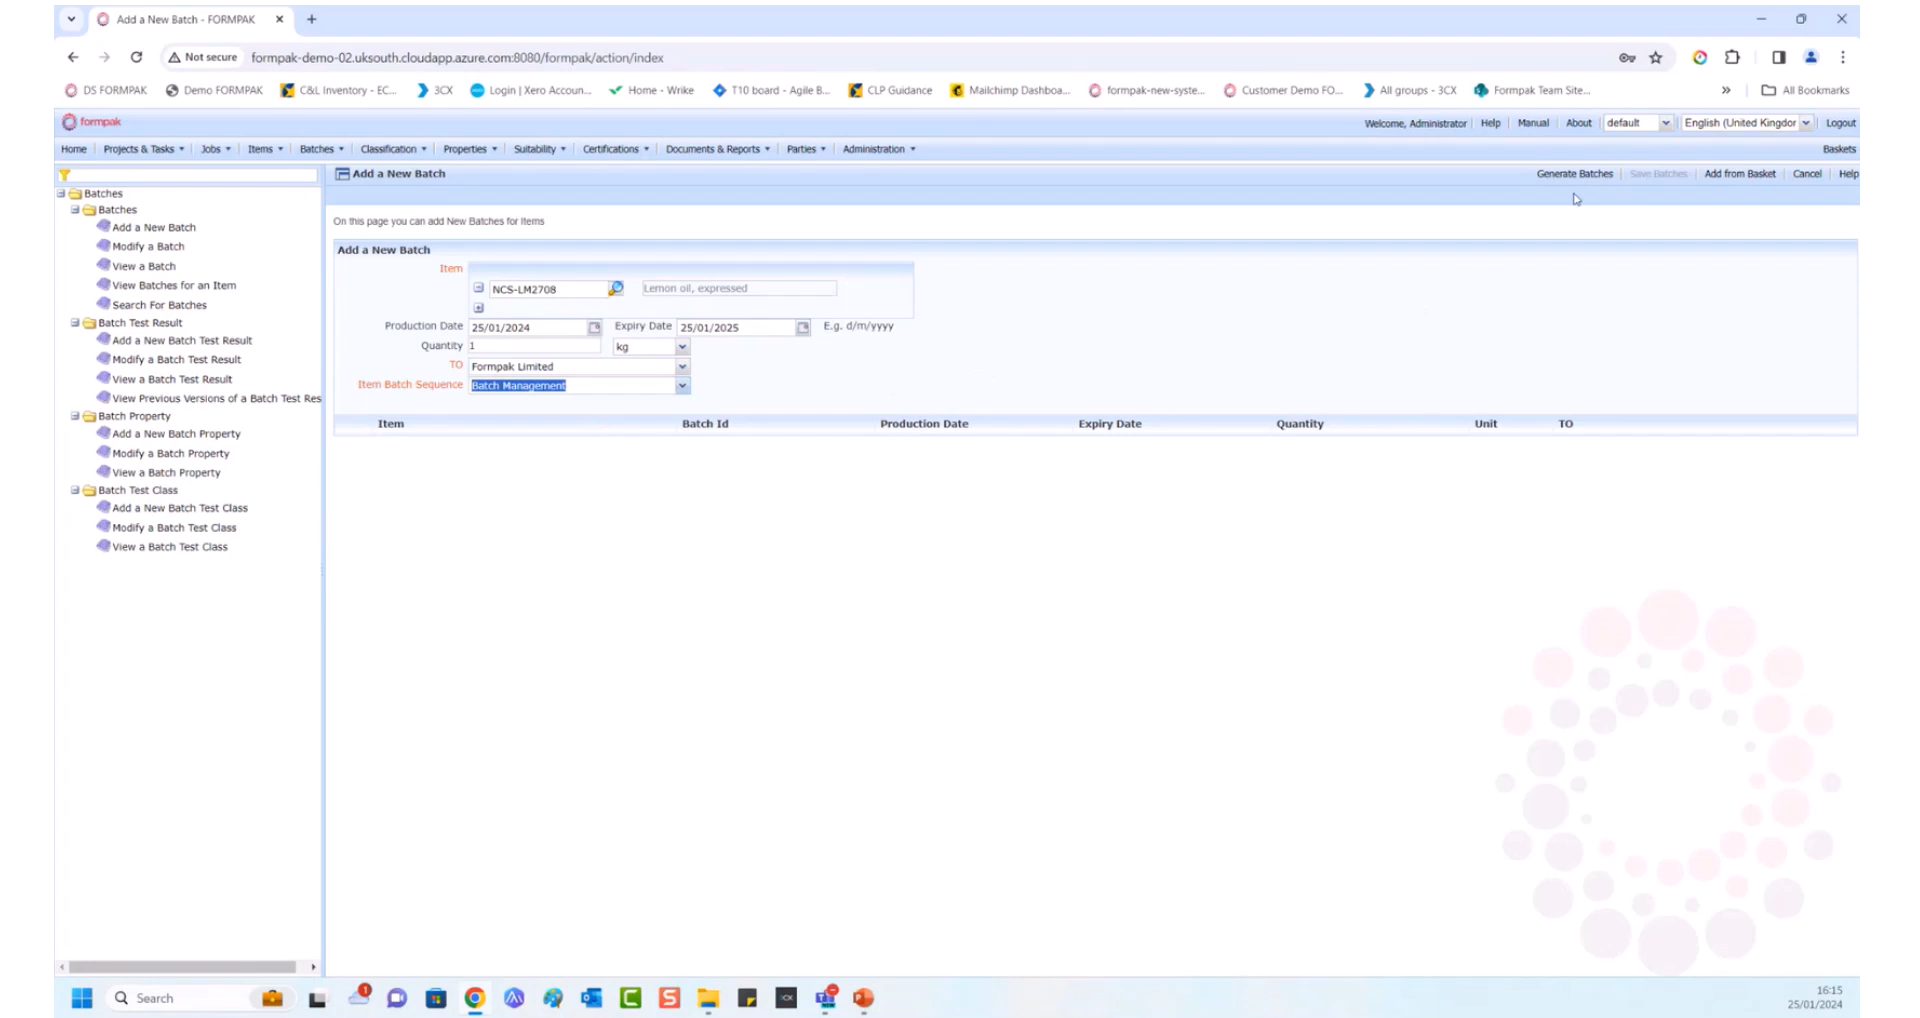 Add a New Batch - FORMPAK
Not secure formpak-demo-02.uksouth.cloudapp.azure.com:8080/formpak/action/index
DS FORMPAK Demo FORMPAK C&L Inventory - EC... 3CX Login | Xero Accoun... Home - Wrike T10 board - Agile B... CLP Guidance Mailchimp Dashboa... formpak-new-syste... Customer Demo FO... All groups - 3CX Formpak Team Site... » All Bookmarks
formpak Welcome, Administrator Help Manual About default English (United Kingdor Logout
Home Projects & Tasks Jobs Items Batches Classification Properties Suitability Certifications Documents & Reports Parties Administration Baskets
Add a New Batch Generate Batches Save Batches Add from Basket Cancel Help
Batches
Batches
Add a New Batch
Modify a Batch
View a Batch
View Batches for an Item
Search For Batches
Batch Test Result
Add a New Batch Test Result
Modify a Batch Test Result
View a Batch Test Result
View Previous Versions of a Batch Test Res
Batch Property
Add a New Batch Property
Modify a Batch Property
View a Batch Property
Batch Test Class
Add a New Batch Test Class
Modify a Batch Test Class
View a Batch Test Class
On this page you can add New Batches for Items
Add a New Batch
Item
NCS-LM2708 Lemon oil, expressed
Production Date 25/01/2024 Expiry Date 25/01/2025 E.g. d/m/yyyy
Quantity 1 kg
TO Formpak Limited
Item Batch Sequence Batch Management
Item Batch Id Production Date Expiry Date Quantity Unit TO
Search 1 16:15
25/01/2024